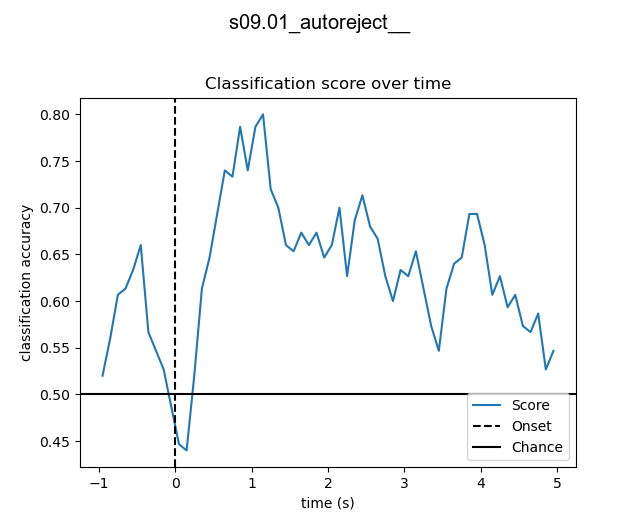 s09.01_autoreject__
Classification score over time
classification accuracy
0.80
0.75
0.70
0.65
0.60
0.55
0.50
0.45
−1
0
1
2
3
4
5
time (s)
Score
Onset
Chance